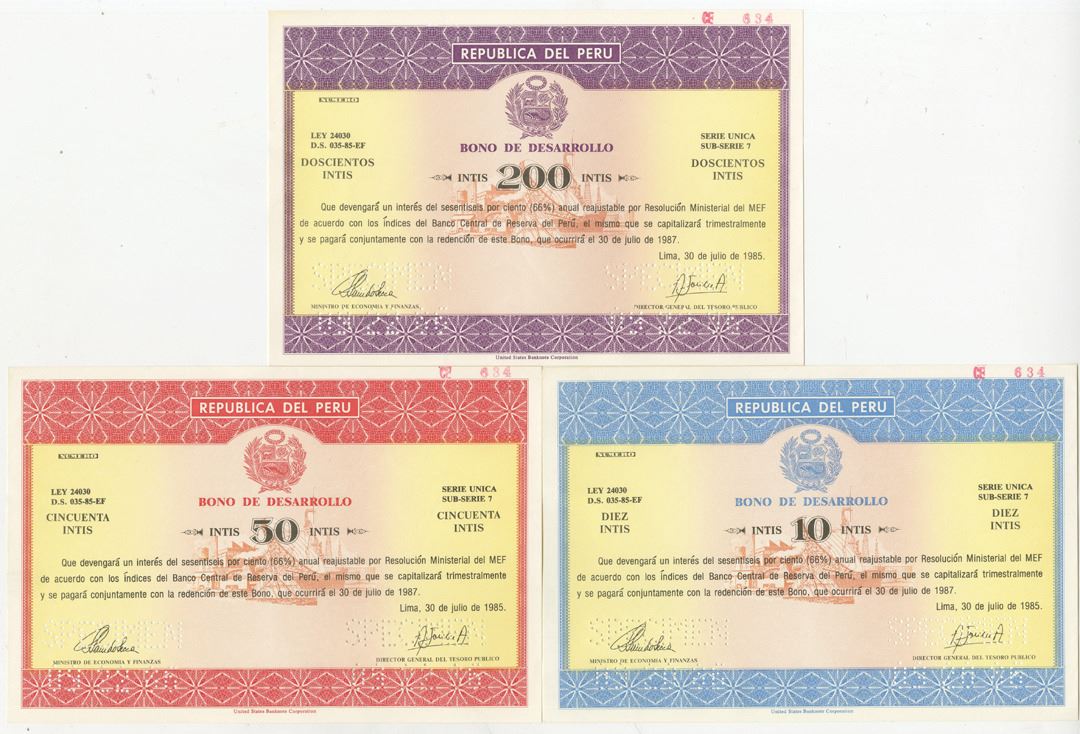 CE 634
REPUBLICA DEL PERU
NUMERO
LEY 24030
D.S. 035-85-EF
SERIE UNICA
SUB-SERIE 7
BONO DE DESARROLLO
DOSCIENTOS
INTIS
INTIS 200 INTIS
DOSCIENTOS
INTIS
Que devengará un interés del sesentiseis por ciento (66%) anual reajustable por Resolución Ministerial del MEF
de acuerdo con los índices del Banco Central de Reserva del Perú, el mismo que se capitalizará trimestralmente
y se pagará conjuntamente con la redención de este Bono, que ocurrirá el 30 de julio de 1987.
Lima, 30 de julio de 1985.
SPECIMEN SPECIMEN
MINISTRO DE ECONOMIA Y FINANZAS,
DIRECTOR GENERAL DEL TESORO PUBLICO
United States Banknote Corporation
CE 634
REPUBLICA DEL PERU
NUMERO
LEY 24030
D.S. 035-85-EF
SERIE UNICA
SUB-SERIE 7
BONO DE DESARROLLO
CINCUENTA
INTIS
INTIS 50 INTIS
CINCUENTA
INTIS
Que devengará un interés del sesentiseis por ciento (66%) anual reajustable por Resolución Ministerial del MEF
de acuerdo con los índices del Banco Central de Reserva del Perú, el mismo que se capitalizará trimestralmente
y se pagará conjuntamente con la redención de este Bono, que ocurrirá el 30 de julio de 1987.
Lima, 30 de julio de 1985.
SPECIMEN SPECIMEN
MINISTRO DE ECONOMIA Y FINANZAS
DIRECTOR GENERAL DEL TESORO PUBLICO
United States Banknote Corporation
CE 634
REPUBLICA DEL PERU
NUMERO
LEY 24030
D.S. 035-85-EF
SERIE UNICA
SUB-SERIE 7
BONO DE DESARROLLO
DIEZ
INTIS
INTIS 10 INTIS
DIEZ
INTIS
Que devengará un interés del sesentiseis por ciento (66%) anual reajustable por Resolución Ministerial del MEF
de acuerdo con los índices del Banco Central de Reserva del Perú, el mismo que se capitalizará trimestralmente
y se pagará conjuntamente con la redención de este Bono, que ocurrirá el 30 de julio de 1987.
Lima, 30 de julio de 1985.
SPECIMEN SPECIMEN
MINISTRO DE ECONOMIA Y FINANZAS
DIRECTOR GENERAL DEL TESORO PUBLICO
United States Banknote Corporation